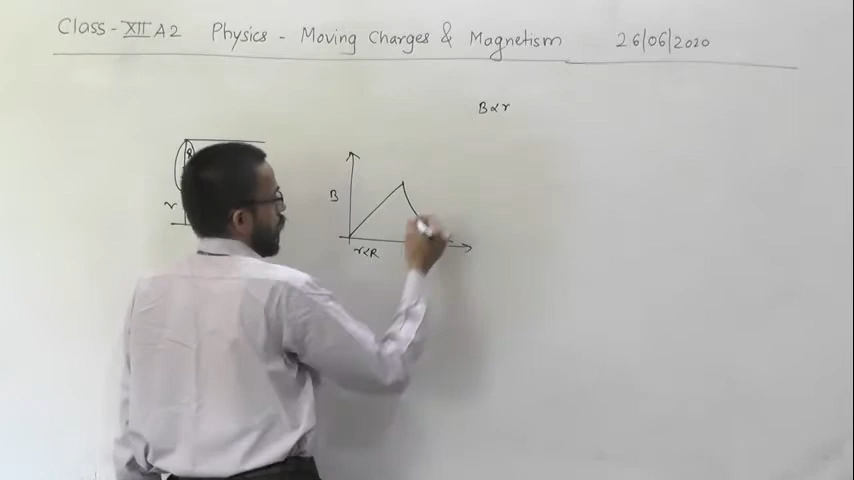 Class - XII A2 Physics - Moving Charges & Magnetism 26/06/2020
B∝r
R
B
r
r<R